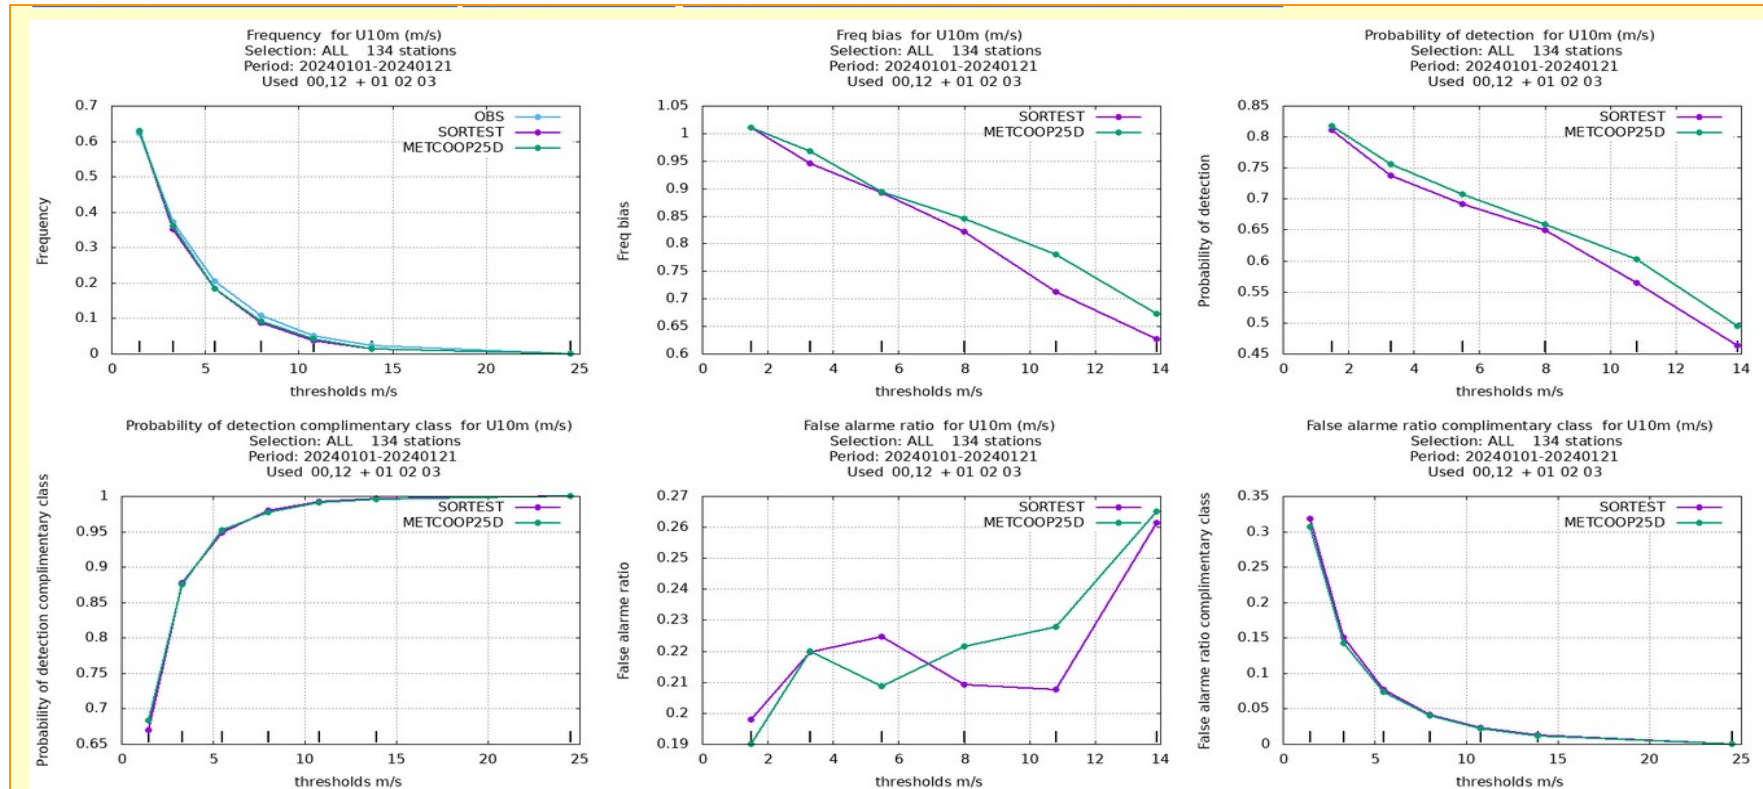 Frequency for U10m (m/s)
Selection: ALL 134 stations
Period: 20240101-20240121
Used 00,12 + 01 02 03
OBS
SORTEST
METCOOP25D
Frequency
0.7
0.6
0.5
0.4
0.3
0.2
0.1
0
0 5 10 15 20 25
thresholds m/s
Freq bias for U10m (m/s)
Selection: ALL 134 stations
Period: 20240101-20240121
Used 00,12 + 01 02 03
SORTEST
METCOOP25D
Freq bias
1.05
1
0.95
0.9
0.85
0.8
0.75
0.7
0.65
0.6
0 2 4 6 8 10 12 14
thresholds m/s
Probability of detection for U10m (m/s)
Selection: ALL 134 stations
Period: 20240101-20240121
Used 00,12 + 01 02 03
SORTEST
METCOOP25D
Probability of detection
0.85
0.8
0.75
0.7
0.65
0.6
0.55
0.5
0.45
0 2 4 6 8 10 12 14
thresholds m/s
Probability of detection complimentary class for U10m (m/s)
Selection: ALL 134 stations
Period: 20240101-20240121
Used 00,12 + 01 02 03
SORTEST
METCOOP25D
Probability of detection complimentary class
1
0.95
0.9
0.85
0.8
0.75
0.7
0.65
0 5 10 15 20 25
thresholds m/s
False alarme ratio for U10m (m/s)
Selection: ALL 134 stations
Period: 20240101-20240121
Used 00,12 + 01 02 03
SORTEST
METCOOP25D
False alarme ratio
0.27
0.26
0.25
0.24
0.23
0.22
0.21
0.2
0.19
0 2 4 6 8 10 12 14
thresholds m/s
False alarme ratio complimentary class for U10m (m/s)
Selection: ALL 134 stations
Period: 20240101-20240121
Used 00,12 + 01 02 03
SORTEST
METCOOP25D
False alarme ratio complimentary class
0.35
0.3
0.25
0.2
0.15
0.1
0.05
0
0 5 10 15 20 25
thresholds m/s